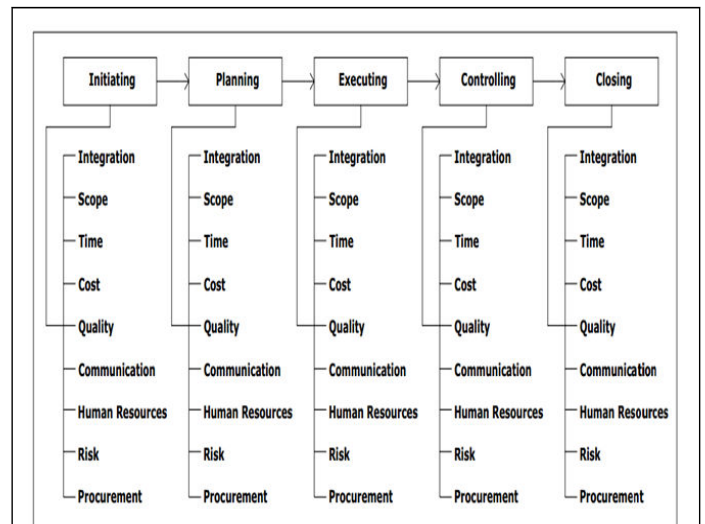 Initiating Planning Executing Controlling Closing
Integration Integration Integration Integration Integration
Scope Scope Scope Scope Scope
Time Time Time Time Time
Cost Cost Cost Cost Cost
Quality Quality Quality Quality Quality
Communication Communication Communication Communication Communication
Human Resources Human Resources Human Resources Human Resources Human Resources
Risk Risk Risk Risk Risk
Procurement Procurement Procurement Procurement Procurement